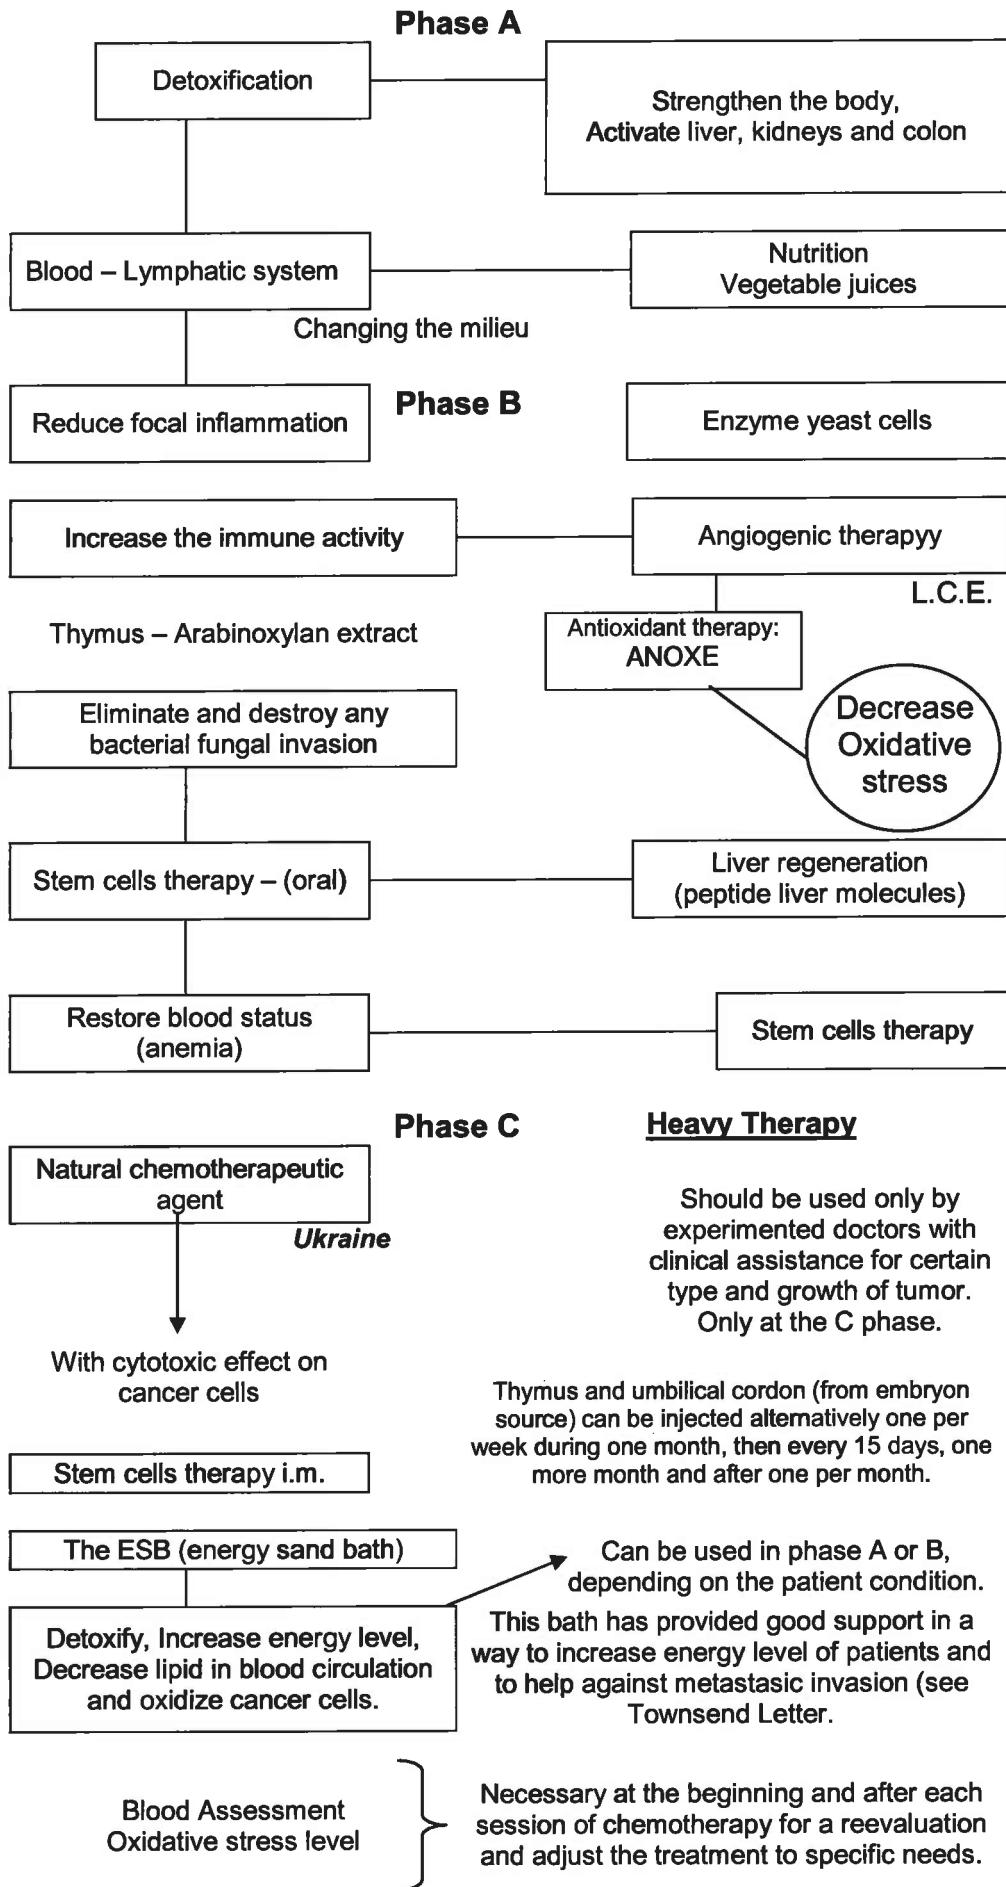 Phase A
Detoxification
Strengthen the body,
Activate liver, kidneys and colon
Blood – Lymphatic system
Nutrition
Vegetable juices
Changing the milieu
Phase B
Reduce focal inflammation
Enzyme yeast cells
Increase the immune activity
Angiogenic therapyy
L.C.E.
Thymus – Arabinoxylan extract
Antioxidant therapy:
ANOXE
Decrease
Oxidative
stress
Eliminate and destroy any
bacterial fungal invasion
Stem cells therapy – (oral)
Liver regeneration
(peptide liver molecules)
Restore blood status
(anemia)
Stem cells therapy
Phase C
Heavy Therapy
Natural chemotherapeutic
agent
Ukraine
Should be used only by
experimented doctors with
clinical assistance for certain
type and growth of tumor.
Only at the C phase.
With cytotoxic effect on
cancer cells
Thymus and umbilical cordon (from embryon
source) can be injected alternatively one per
week during one month, then every 15 days, one
more month and after one per month.
Stem cells therapy i.m.
The ESB (energy sand bath)
Can be used in phase A or B,
depending on the patient condition.
Detoxify, Increase energy level,
Decrease lipid in blood circulation
and oxidize cancer cells.
This bath has provided good support in a
way to increase energy level of patients and
to help against metastasic invasion (see
Townsend Letter.
Blood Assessment
Oxidative stress level
Necessary at the beginning and after each
session of chemotherapy for a reevaluation
and adjust the treatment to specific needs.